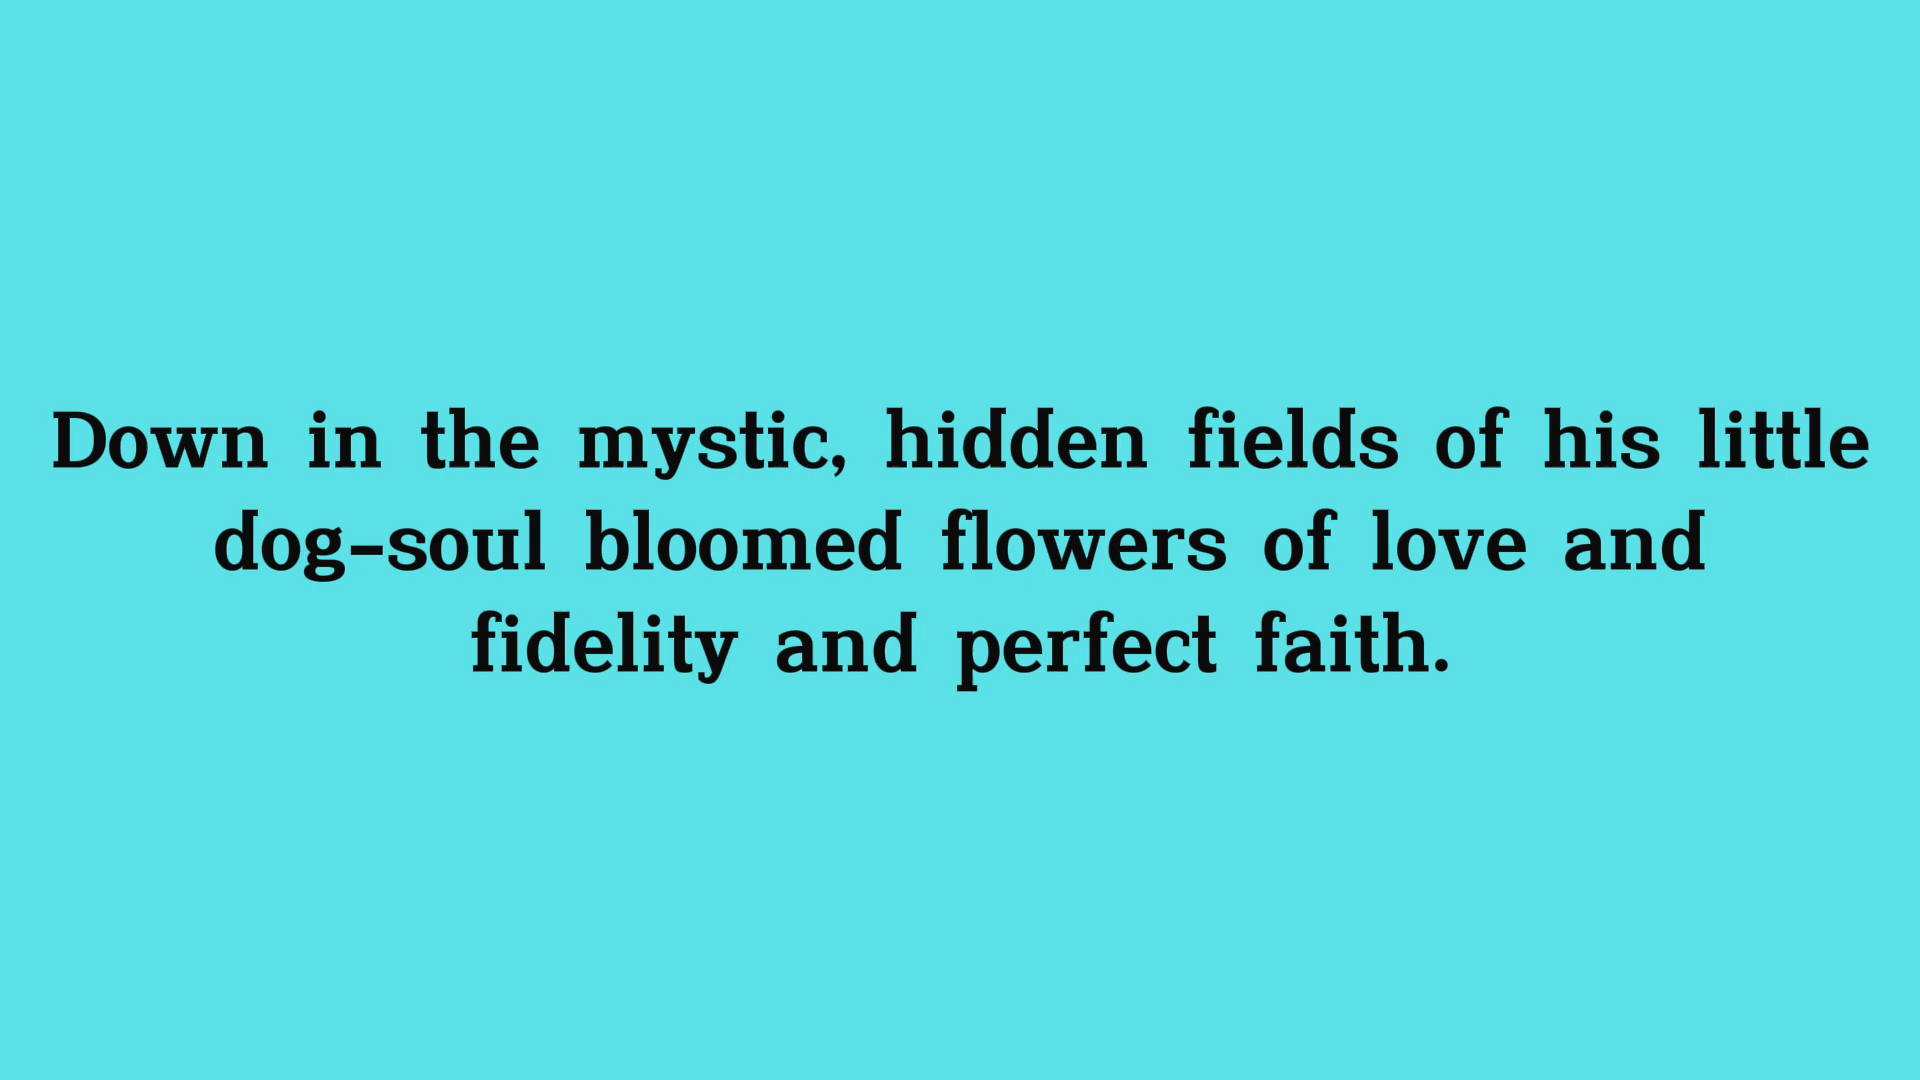 Down in the mystic, hidden fields of his little
dog-soul bloomed flowers of love and
fidelity and perfect faith.